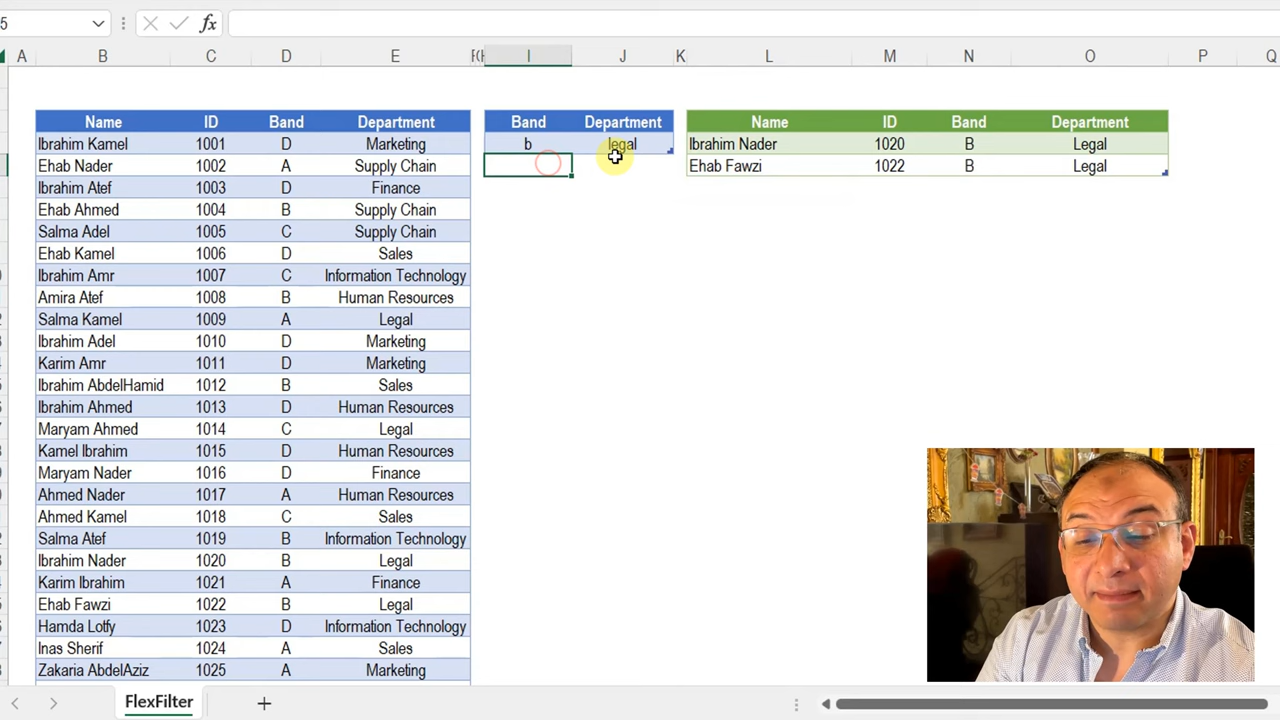 5 fx
A B C D E I J K L M N O P Q
Name ID Band Department Band Department Name ID Band Department
Ibrahim Kamel 1001 D Marketing b legal Ibrahim Nader 1020 B Legal
Ehab Nader 1002 A Supply Chain Ehab Fawzi 1022 B Legal
Ibrahim Atef 1003 D Finance
Ehab Ahmed 1004 B Supply Chain
Salma Adel 1005 C Supply Chain
Ehab Kamel 1006 D Sales
Ibrahim Amr 1007 C Information Technology
Amira Atef 1008 B Human Resources
Salma Kamel 1009 A Legal
Ibrahim Adel 1010 D Marketing
Karim Amr 1011 D Marketing
Ibrahim AbdelHamid 1012 B Sales
Ibrahim Ahmed 1013 D Human Resources
Maryam Ahmed 1014 C Legal
Kamel Ibrahim 1015 D Human Resources
Maryam Nader 1016 D Finance
Ahmed Nader 1017 A Human Resources
Ahmed Kamel 1018 C Sales
Salma Atef 1019 B Information Technology
Ibrahim Nader 1020 B Legal
Karim Ibrahim 1021 A Finance
Ehab Fawzi 1022 B Legal
Hamda Lotfy 1023 D Information Technology
Inas Sherif 1024 A Sales
Zakaria AbdelAziz 1025 A Marketing
FlexFilter